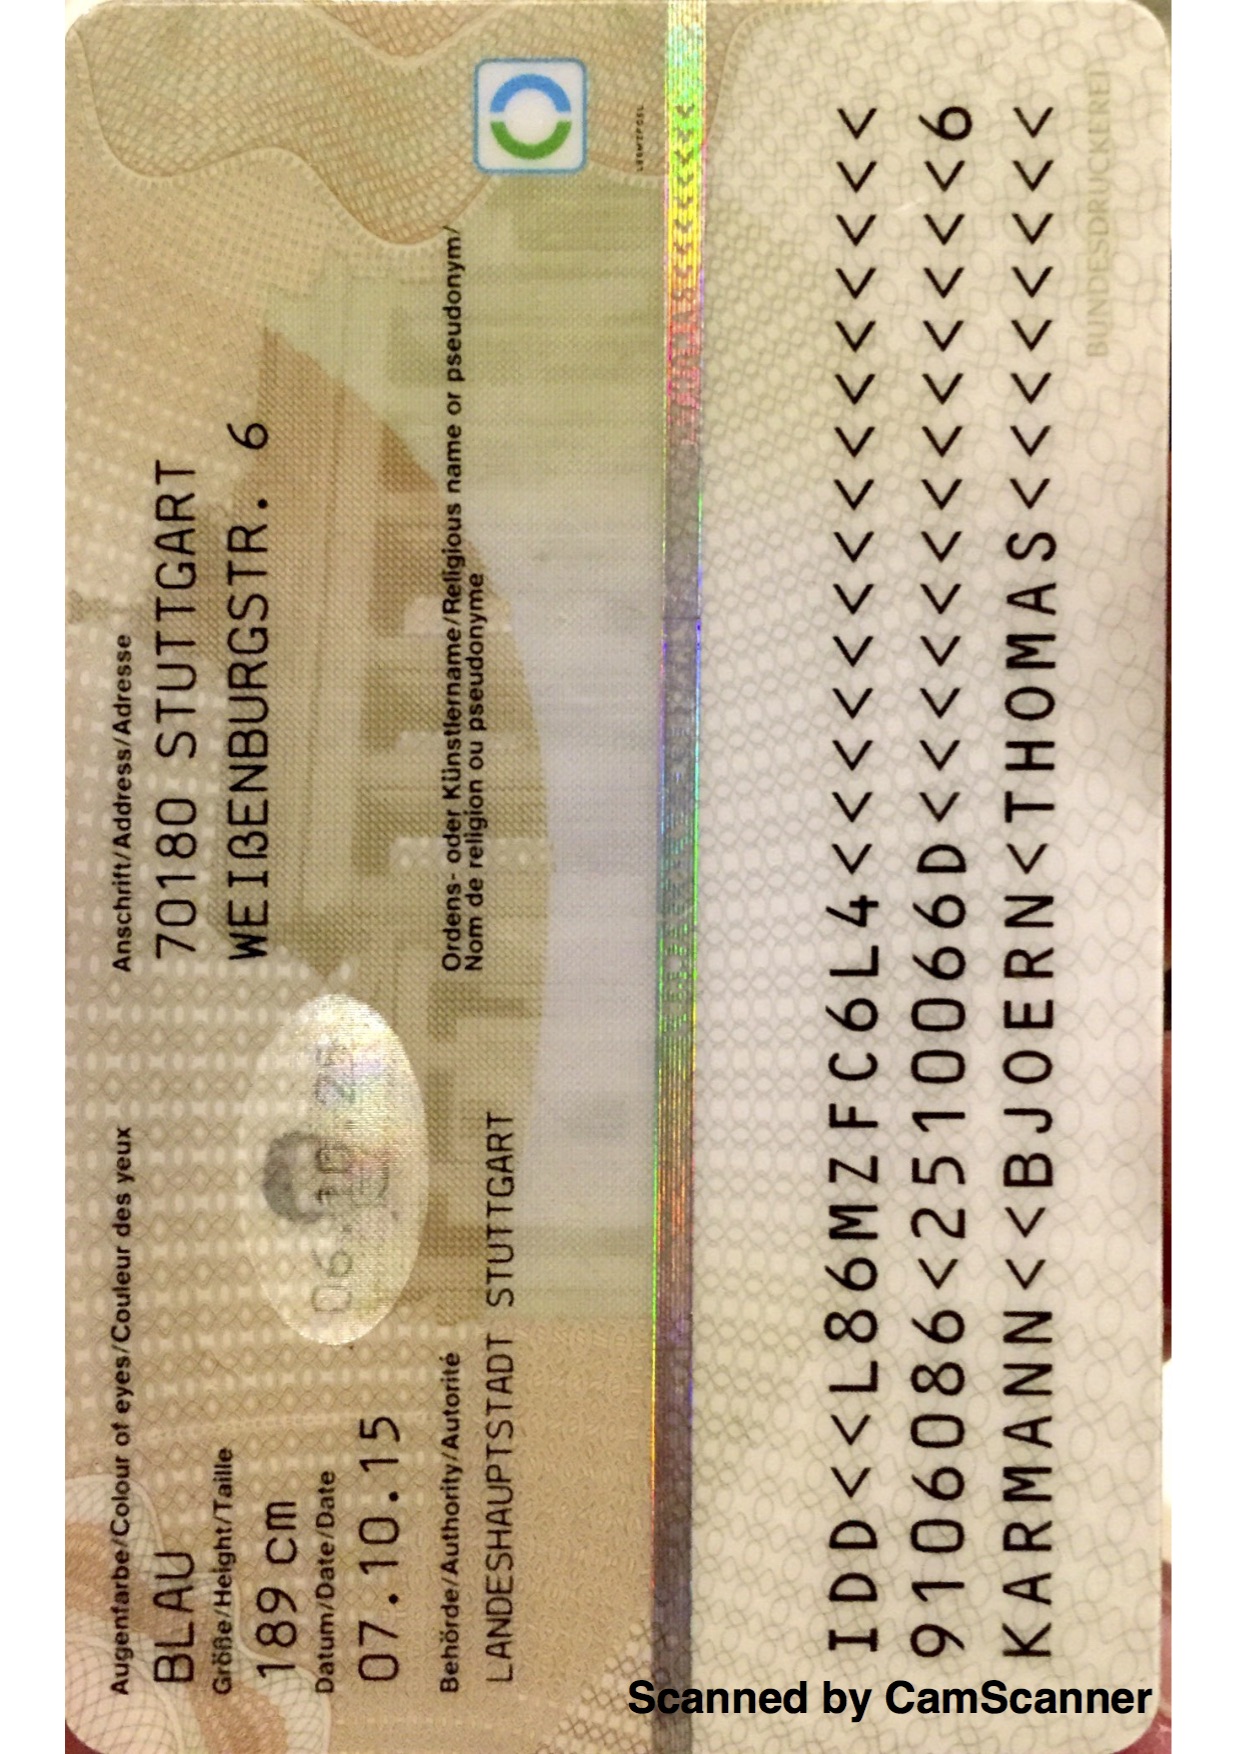 Augenfarbe/Colour of eyes/Couleur des yeux
BLAU
Größe/Height/Taille
189 cm
Datum/Date/Date
07.10.15
Behörde/Authority/Autorité
LANDESHAUPTSTADT STUTTGART
06.10.25
Anschrift/Address/Adresse
70180 STUTTGART
WEIẞENBURGSTR. 6
Ordens- oder Künstlername/Religious name or pseudonym/
Nom de religion ou pseudonyme
IDD<<L86MZFC6L4<<<<<<<<<<<<<<<
9106086<2510066D<<<<<<<<<<<<<6
KARMANN<<BJOERN<THOMAS<<<<<<<<
BUNDESDRUCKEREI
Scanned by CamScanner